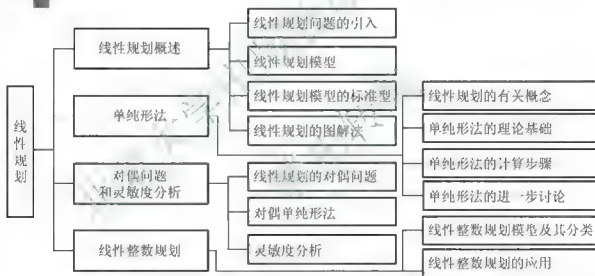 线性规划
线性规划概述
线性规划问题的引入
线性规划模型
线性规划模型的标准型
线性规划的图解法
单纯形法
线性规划的有关概念
单纯形法的理论基础
单纯形法的计算步骤
单纯形法的进一步讨论
对偶问题
和灵敏度分析
线性规划的对偶问题
对偶单纯形法
灵敏度分析
线性整数规划
线性整数规划模型及其分类
线性整数规划的应用